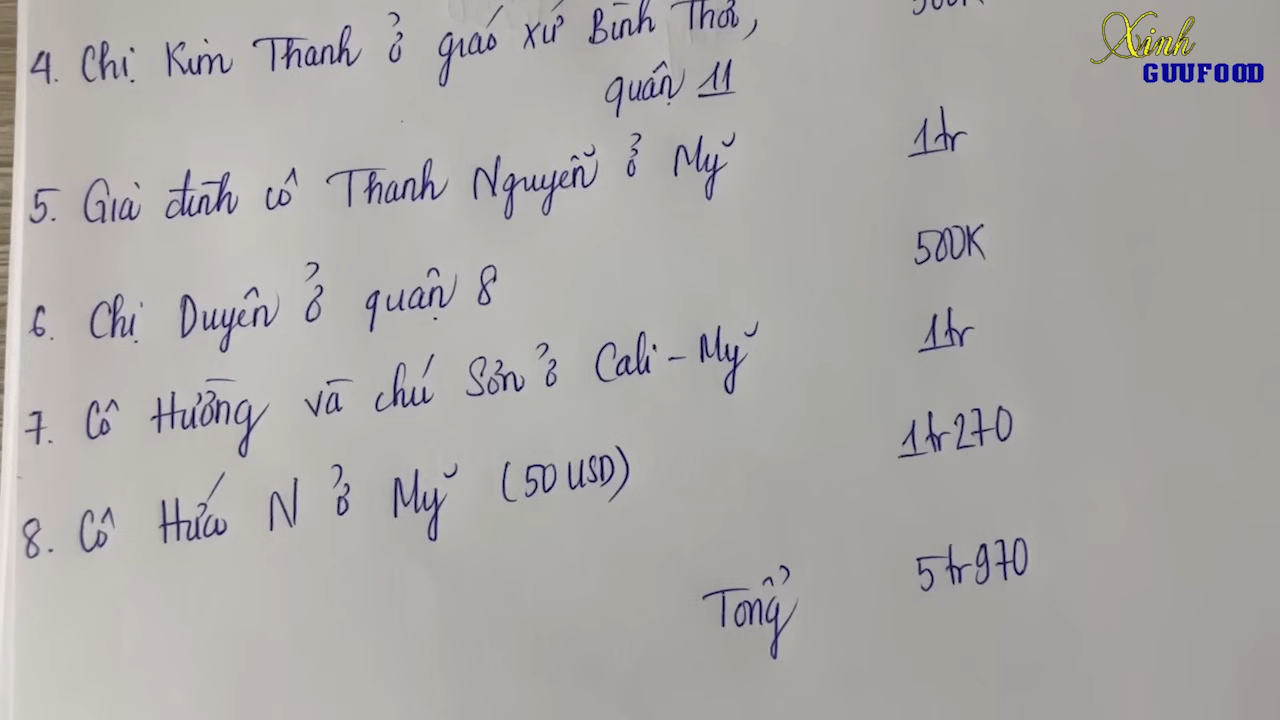 4. Chị Kim Thanh ở giáo xứ Bình Thới, 500K
quận 11
5. Gia đình cô Thanh Nguyễn ở Mỹ 1tr
6. Chị Duyên ở quận 8 500K
7. Cô Hường và chú Sơn ở Cali - Mỹ 1tr
8. Cô Hứa N ở Mỹ (50 USD) 1tr270
Tổng 5tr970
Xinh
GUUFOOD